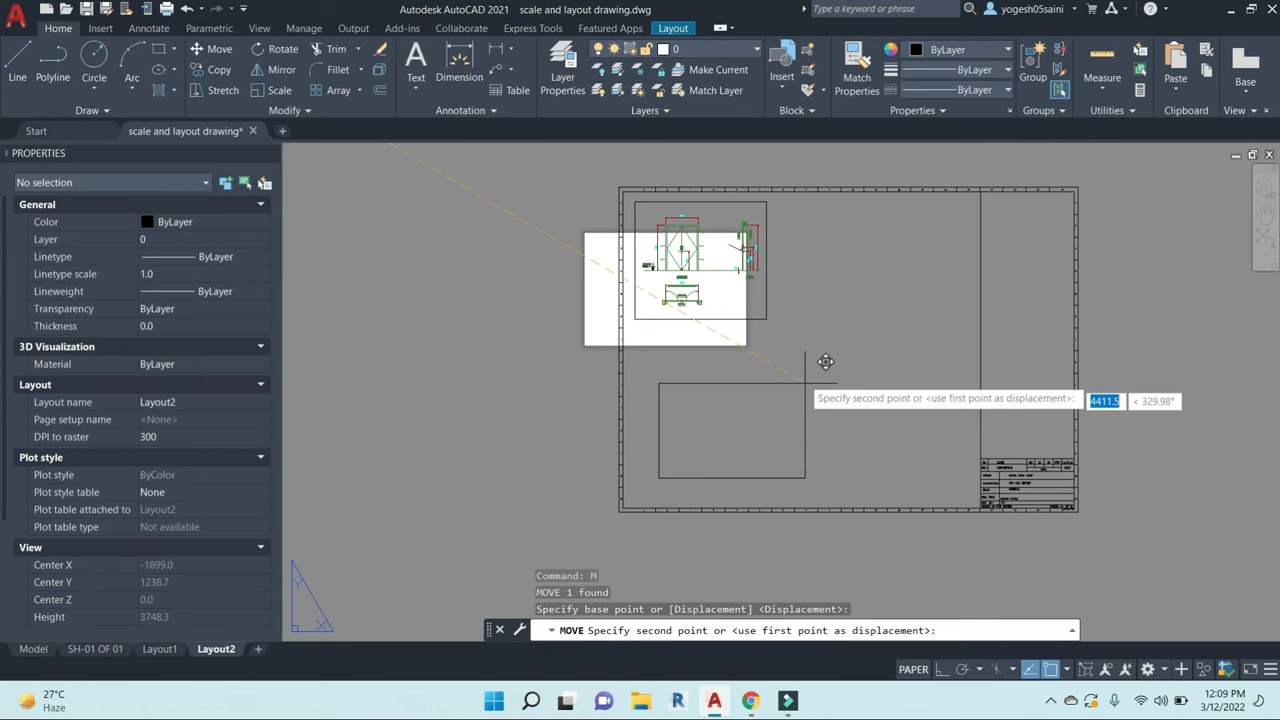 Autodesk AutoCAD 2021 scale and layout drawing.dwg
Type a keyword or phrase
yogesh05saini
Home Insert Annotate Parametric View Manage Output Add-ins Collaborate Express Tools Featured Apps Layout
Line Polyline Circle Arc
Move Rotate Trim
Copy Mirror Fillet
Stretch Scale Array
Text Dimension Table
Layer Properties
0
Make Current
Match Layer
Insert
Match Properties
ByLayer
ByLayer
ByLayer
Group
Measure
Paste
Base
Draw Modify Annotation Layers Block Properties Groups Utilities Clipboard View
Start scale and layout drawing*
PROPERTIES
No selection
General
Color ByLayer
Layer 0
Linetype ByLayer
Linetype scale 1.0
Lineweight ByLayer
Transparency ByLayer
Thickness 0.0
3D Visualization
Material ByLayer
Layout
Layout name Layout2
Page setup name <None>
DPI to raster 300
Plot style
Plot style ByColor
Plot style table None
Plot table attached to Layout2
Plot table type Not available
View
Center X -1899.0
Center Y 1238.7
Center Z 0.0
Height 3748.3
Specify second point or <use first point as displacement>: 4411.5 < 329.98°
Y
X
Command: M
MOVE 1 found
Specify base point or [Displacement] <Displacement>:
MOVE Specify second point or <use first point as displacement>:
Model SH-01 OF 01 Layout1 Layout2
PAPER
27°C
Haze
12:09 PM
3/12/2022